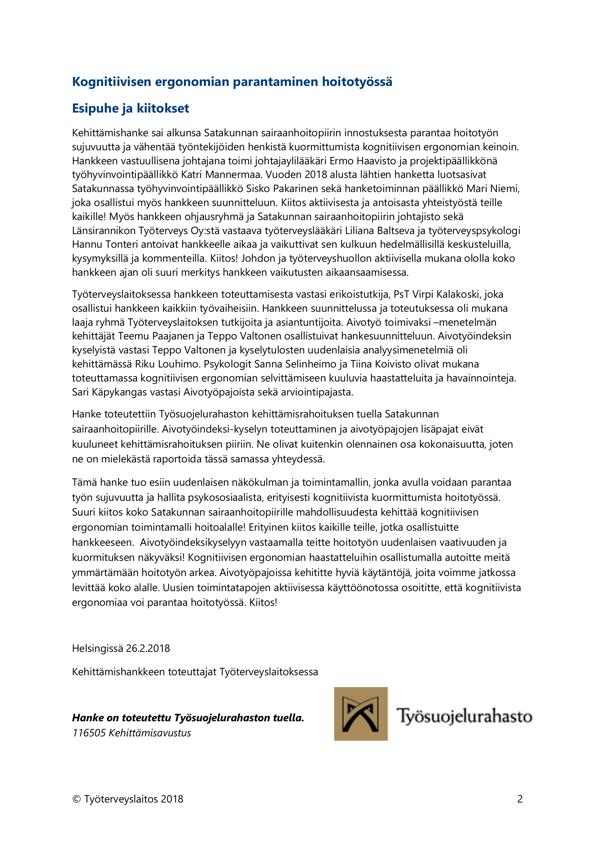 Kognitiivisen ergonomian parantaminen hoitotyössä
Esipuhe ja kiitokset
Kehittämishanke sai alkunsa Satakunnan sairaanhoitopiirin innostuksesta parantaa hoitotyön
sujuvuutta ja vähentää työntekijöiden henkistä kuormittumista kognitiivisen ergonomian keinoin.
Hankkeen vastuullisena johtajana toimi johtajaylilääkäri Ermo Haavisto ja projektipäällikkönä
työhyvinvointipäällikkö Katri Mannermaa. Vuoden 2018 alusta lähtien hanketta luotsasivat
Satakunnassa työhyvinvointipäällikkö Sisko Pakarinen sekä hanketoiminnan päällikkö Mari Niemi,
joka osallistui myös hankkeen suunnitteluun. Kiitos aktiivisesta ja antoisasta yhteistyöstä teille
kaikille! Myös hankkeen ohjausryhmä ja Satakunnan sairaanhoitopiirin johtajisto sekä
Länsirannikon Työterveys Oy:stä vastaava työterveyslääkäri Liliana Baltseva ja työterveyspsykologi
Hannu Tonteri antoivat hankkeelle aikaa ja vaikuttivat sen kulkuun hedelmällisillä keskusteluilla,
kysymyksillä ja kommenteilla. Kiitos! Johdon ja työterveyshuollon aktiivisella mukana ololla koko
hankkeen ajan oli suuri merkitys hankkeen vaikutusten aikaansaamisessa.
Työterveyslaitoksessa hankkeen toteuttamisesta vastasi erikoistutkija, PsT Virpi Kalakoski, joka
osallistui hankkeen kaikkiin työvaiheisiin. Hankkeen suunnittelussa ja toteutuksessa oli mukana
laaja ryhmä Työterveyslaitoksen tutkijoita ja asiantuntijoita. Aivotyö toimivaksi –menetelmän
kehittäjät Teemu Paajanen ja Teppo Valtonen osallistuivat hankesuunnitteluun. Aivotyöindeksin
kyselyistä vastasi Teppo Valtonen ja kyselytulosten uudenlaisia analyysimenetelmiä oli
kehittämässä Riku Louhimo. Psykologit Sanna Selinheimo ja Tiina Koivisto olivat mukana
toteuttamassa kognitiivisen ergonomian selvittämiseen kuuluvia haastatteluita ja havainnointeja.
Sari Käpykangas vastasi Aivotyöpajoista sekä arviointipajasta.
Hanke toteutettiin Työsuojelurahaston kehittämisrahoituksen tuella Satakunnan
sairaanhoitopiirille. Aivotyöindeksi-kyselyn toteuttaminen ja aivotyöpajojen lisäpajat eivät
kuuluneet kehittämisrahoituksen piiriin. Ne olivat kuitenkin olennainen osa kokonaisuutta, joten
ne on mielekästä raportoida tässä samassa yhteydessä.
Tämä hanke tuo esiin uudenlaisen näkökulman ja toimintamallin, jonka avulla voidaan parantaa
työn sujuvuutta ja hallita psykososiaalista, erityisesti kognitiivista kuormittumista hoitotyössä.
Suuri kiitos koko Satakunnan sairaanhoitopiirille mahdollisuudesta kehittää kognitiivisen
ergonomian toimintamalli hoitoalalle! Erityinen kiitos kaikille teille, jotka osallistuitte
hankkeeseen. Aivotyöindeksikyselyyn vastaamalla teitte hoitotyön uudenlaisen vaativuuden ja
kuormituksen näkyväksi! Kognitiivisen ergonomian haastatteluihin osallistumalla autoitte meitä
ymmärtämään hoitotyön arkea. Aivotyöpajoissa kehititte hyviä käytäntöjä, joita voimme jatkossa
levittää koko alalle. Uusien toimintatapojen aktiivisessa käyttöönotossa osoititte, että kognitiivista
ergonomiaa voi parantaa hoitotyössä. Kiitos!
Helsingissä 26.2.2018
Kehittämishankkeen toteuttajat Työterveyslaitoksessa
Hanke on toteutettu Työsuojelurahaston tuella.
116505 Kehittämisavustus
Työsuojelurahasto
© Työterveyslaitos 2018
2